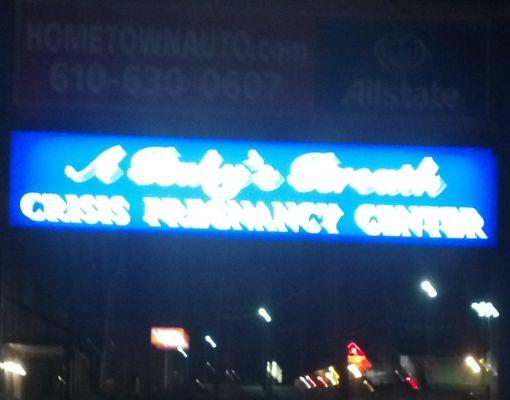 HOMETOWNAUTO.com
610-630-0607
Allstate
A Baby's Breath
CRISIS PREGNANCY CENTER